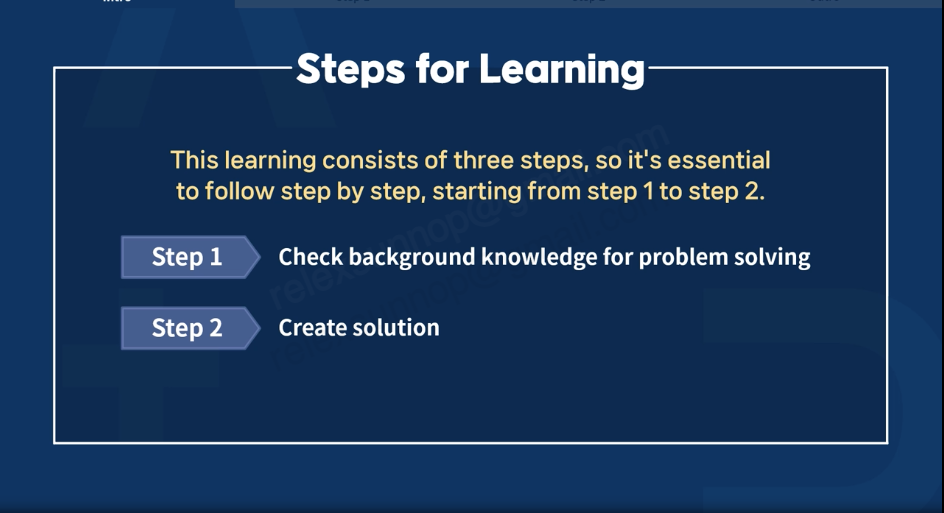 Steps for Learning
This learning consists of three steps, so it's essential
to follow step by step, starting from step 1 to step 2.
Step 1 Check background knowledge for problem solving
Step 2 Create solution